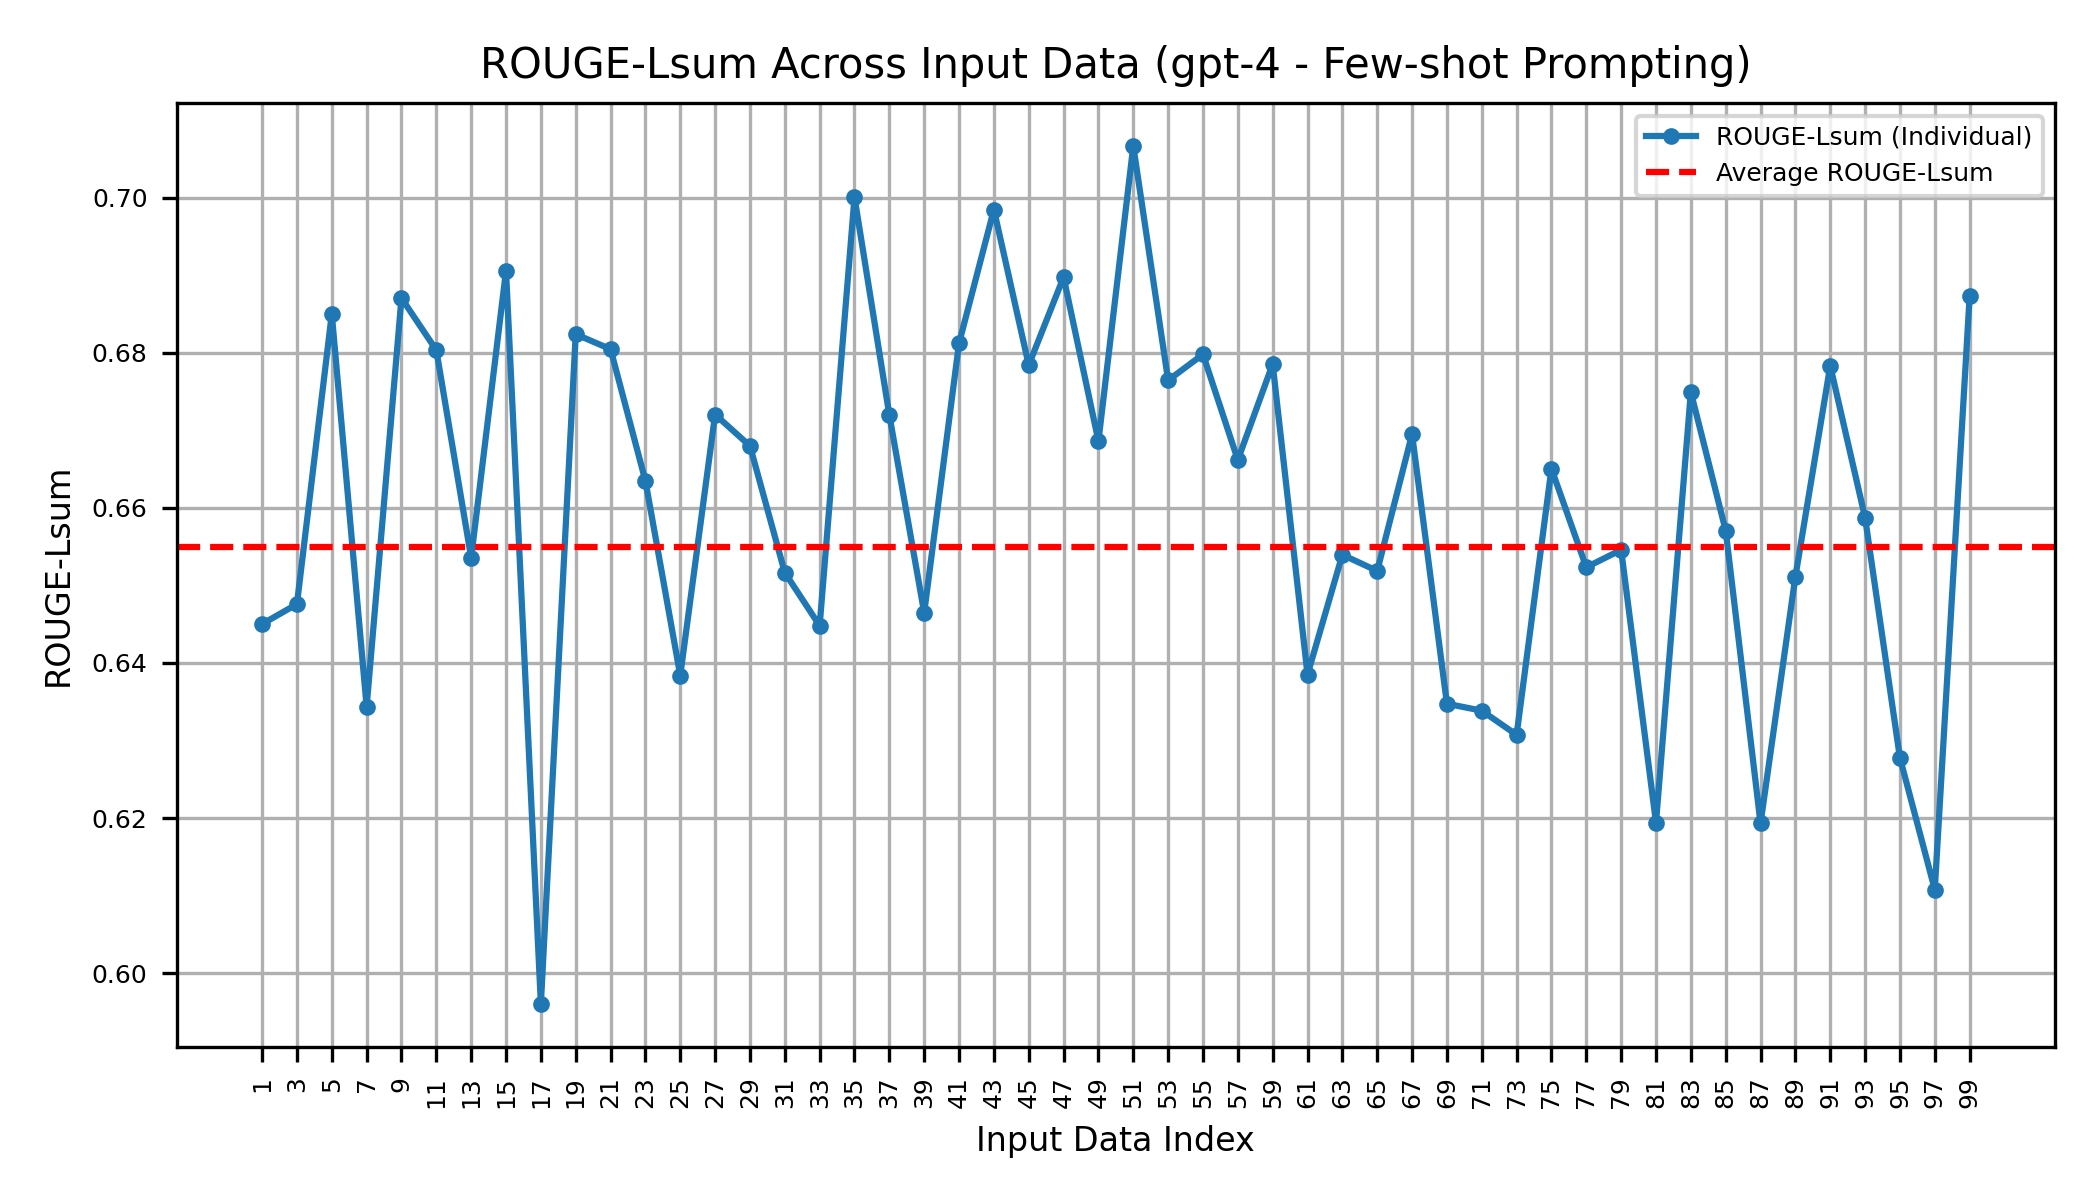 ROUGE-Lsum Across Input Data (gpt-4 - Few-shot Prompting)
ROUGE-Lsum (Individual)
Average ROUGE-Lsum
ROUGE-Lsum
0.70
0.68
0.66
0.64
0.62
0.60
1 3 5 7 9 11 13 15 17 19 21 23 25 27 29 31 33 35 37 39 41 43 45 47 49 51 53 55 57 59 61 63 65 67 69 71 73 75 77 79 81 83 85 87 89 91 93 95 97 99
Input Data Index